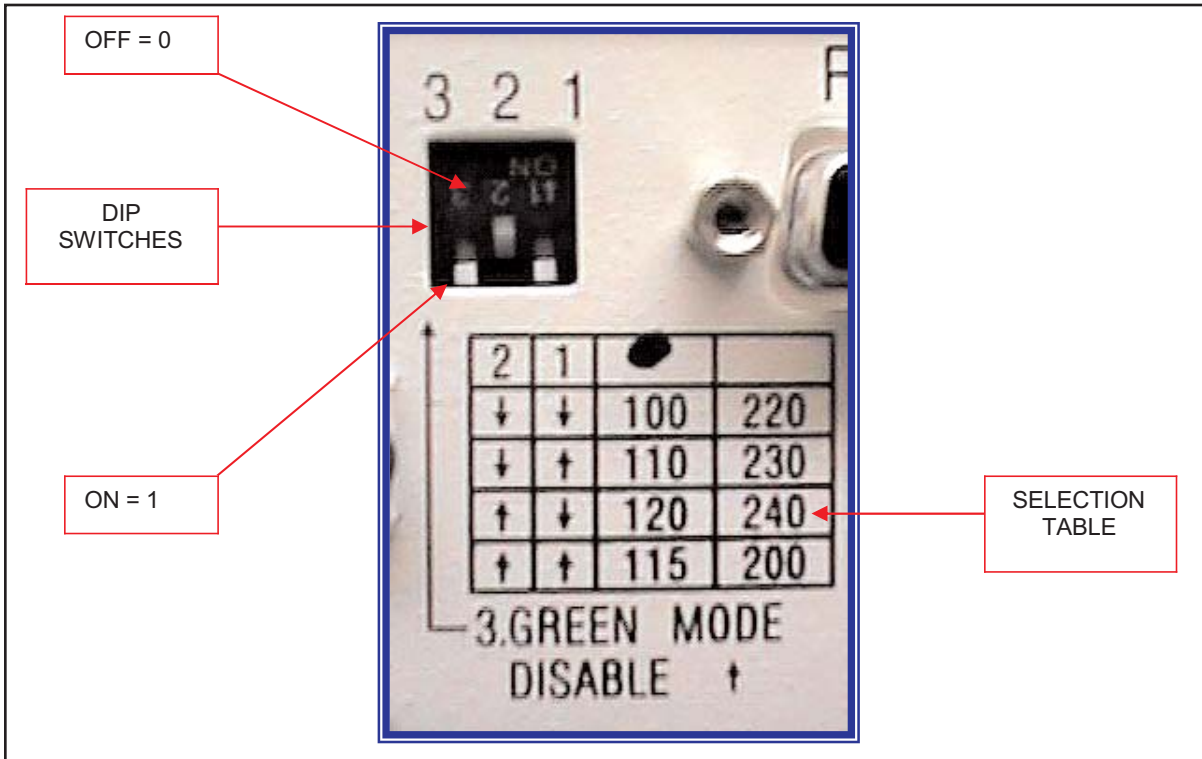 OFF = 0
DIP
SWITCHES
ON = 1
SELECTION
TABLE
3 2 1
ON
3 2 1
2 1
↓ ↓ 100 220
↓ ↑ 110 230
↑ ↓ 120 240
↑ ↑ 115 200
3.GREEN MODE
DISABLE ↑